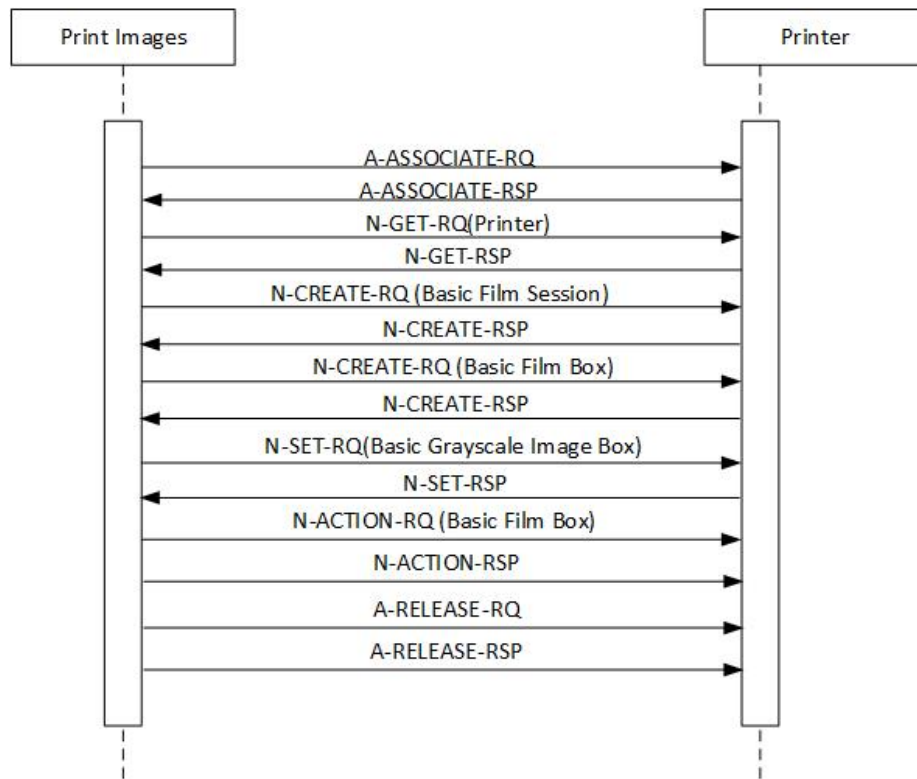 Print Images
Printer
A-ASSOCIATE-RQ
A-ASSOCIATE-RSP
N-GET-RQ(Printer)
N-GET-RSP
N-CREATE-RQ (Basic Film Session)
N-CREATE-RSP
N-CREATE-RQ (Basic Film Box)
N-CREATE-RSP
N-SET-RQ(Basic Grayscale Image Box)
N-SET-RSP
N-ACTION-RQ (Basic Film Box)
N-ACTION-RSP
A-RELEASE-RQ
A-RELEASE-RSP